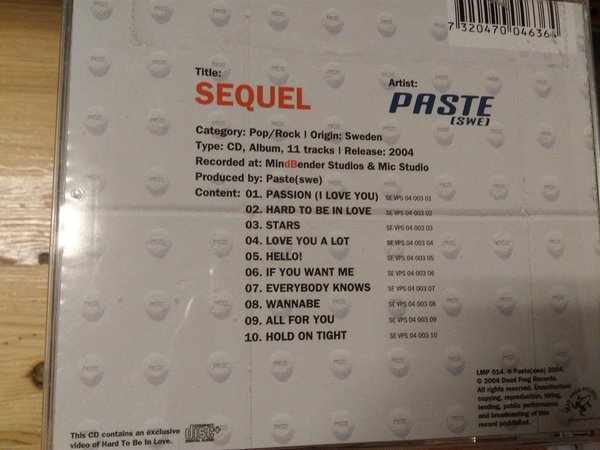 7 320470 046364
Title:
SEQUEL
Artist:
PASTE
(SWE)
Category: Pop/Rock | Origin: Sweden
Type: CD, Album, 11 tracks | Release: 2004
Recorded at: MindBender Studios & Mic Studio
Produced by: Paste(swe)
Content: 01. PASSION (I LOVE YOU) SE VPS 04 003 01
02. HARD TO BE IN LOVE SE VPS 04 003 02
03. STARS SE VPS 04 003 03
04. LOVE YOU A LOT SE VPS 04 003 04
05. HELLO! SE VPS 04 003 05
06. IF YOU WANT ME SE VPS 04 003 06
07. EVERYBODY KNOWS SE VPS 04 003 07
08. WANNABE SE VPS 04 003 08
09. ALL FOR YOU SE VPS 04 003 09
10. HOLD ON TIGHT SE VPS 04 003 10
This CD contains an exclusive
video of Hard To Be In Love.
COMPACT
disc+
DIGITAL AUDIO
LMP 014. ℗ Paste(swe) 2004.
© 2004 Dead Frog Records.
All rights reserved. Unauthorised
copying, reproduction, hiring,
lending, public performance
and broadcasting of this
record prohibited.
DEAD FROG RECORDS